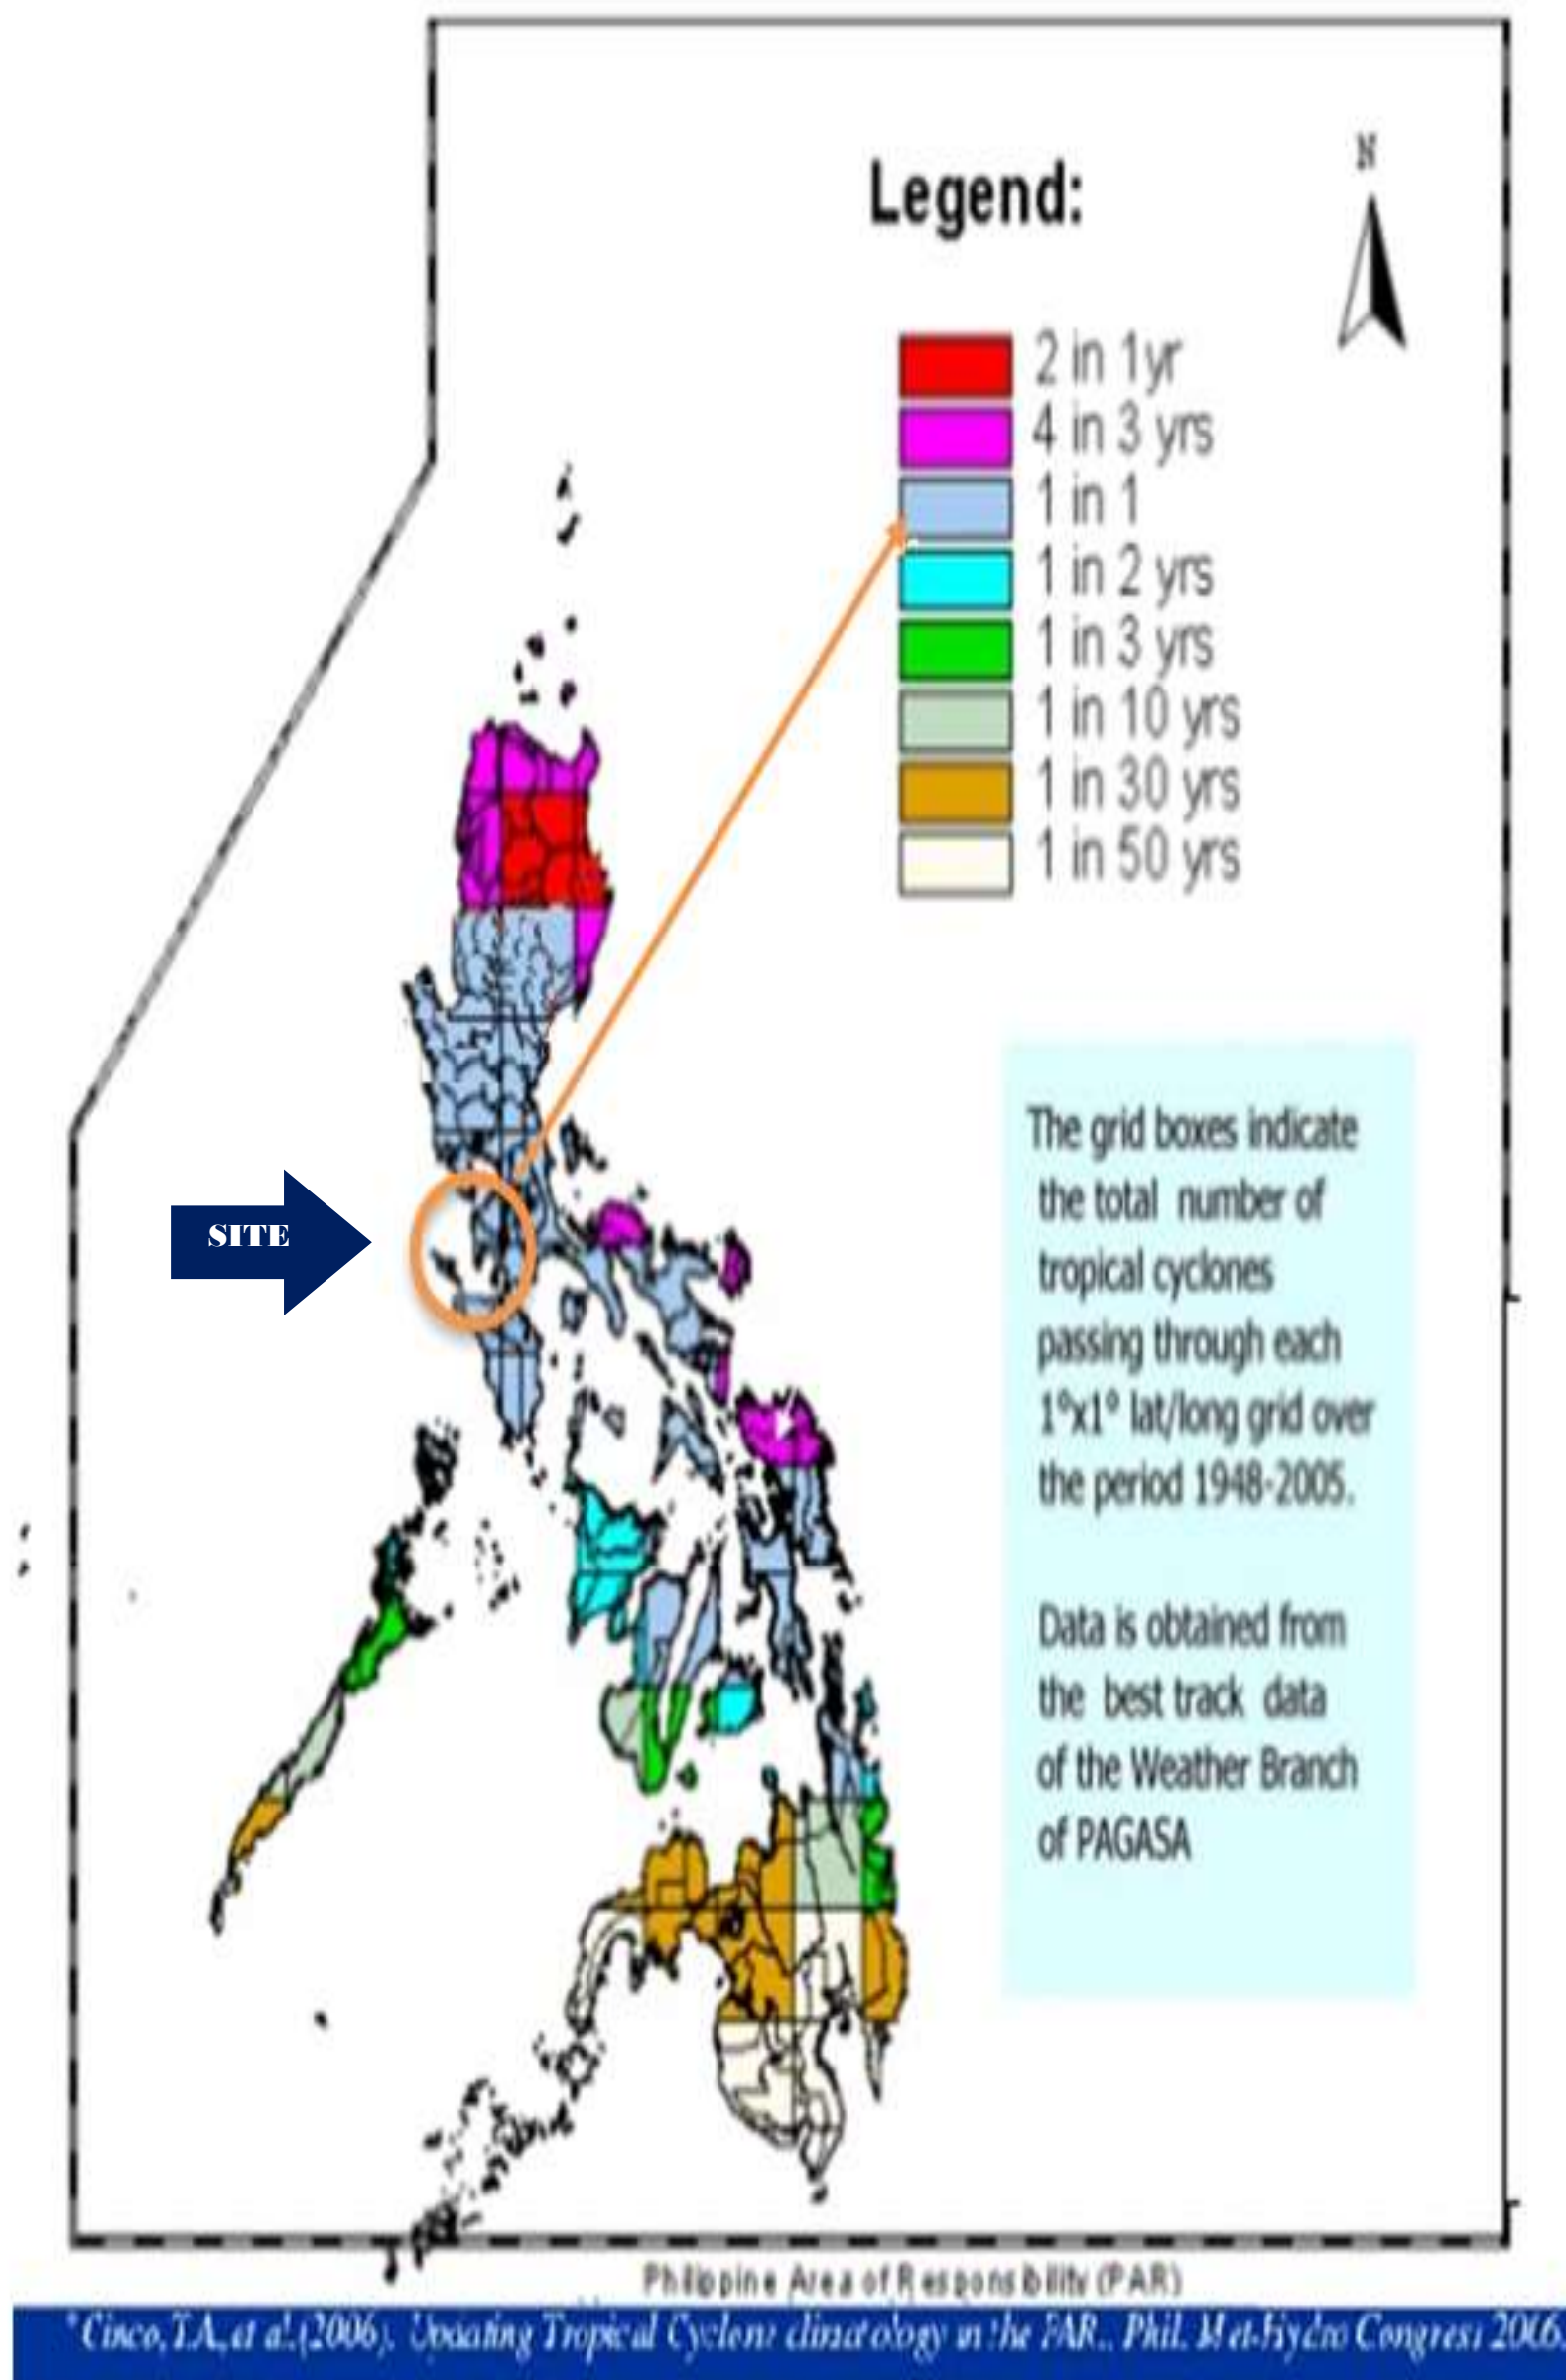 N
Legend:
2 in 1yr
4 in 3 yrs
1 in 1
1 in 2 yrs
1 in 3 yrs
1 in 10 yrs
1 in 30 yrs
1 in 50 yrs
SITE
The grid boxes indicate
the total number of
tropical cyclones
passing through each
1°x1° lat/long grid over
the period 1948-2005.
Data is obtained from
the best track data
of the Weather Branch
of PAGASA
Philippine Area of Responsibility (PAR)
* Cinco, T.A., et al. (2006). Updating Tropical Cyclone climatology in the PAR.. Phil. Met-Hydro Congress 2006.